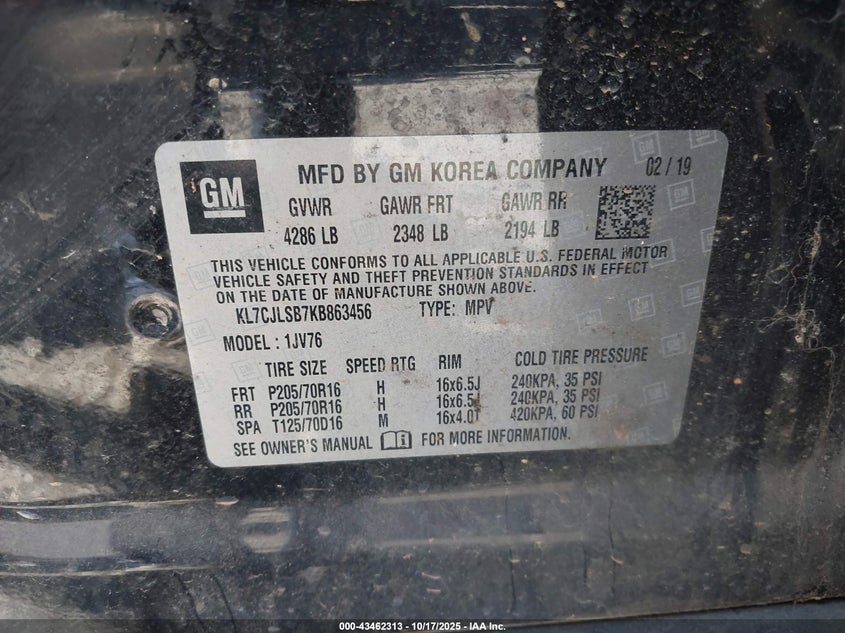 GM
MFD BY GM KOREA COMPANY 02 / 19
GVWR GAWR FRT GAWR RR
4286 LB 2348 LB 2194 LB
THIS VEHICLE CONFORMS TO ALL APPLICABLE U.S. FEDERAL MOTOR
VEHICLE SAFETY AND THEFT PREVENTION STANDARDS IN EFFECT
ON THE DATE OF MANUFACTURE SHOWN ABOVE.
KL7CJLSB7KB863456 TYPE: MPV
MODEL : 1JV76
TIRE SIZE SPEED RTG RIM COLD TIRE PRESSURE
FRT P205/70R16 H 16x6.5J 240KPA, 35 PSI
RR P205/70R16 H 16x6.5J 240KPA, 35 PSI
SPA T125/70D16 M 16x4.0T 420KPA, 60 PSI
SEE OWNER'S MANUAL FOR MORE INFORMATION.
000-43462313 - 10/17/2025 - IAA Inc.